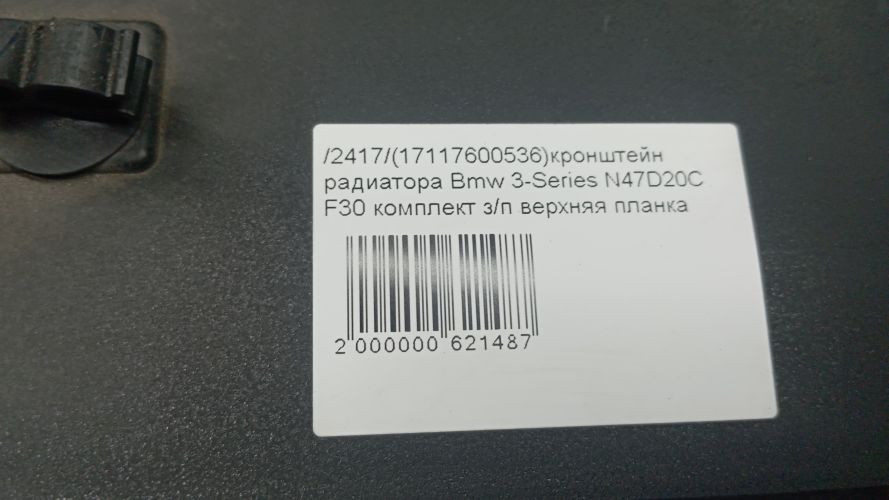 /2417/(17117600536)кронштейн
радиатора Bmw 3-Series N47D20C
F30 комплект з/п верхняя планка
2 000000 621487